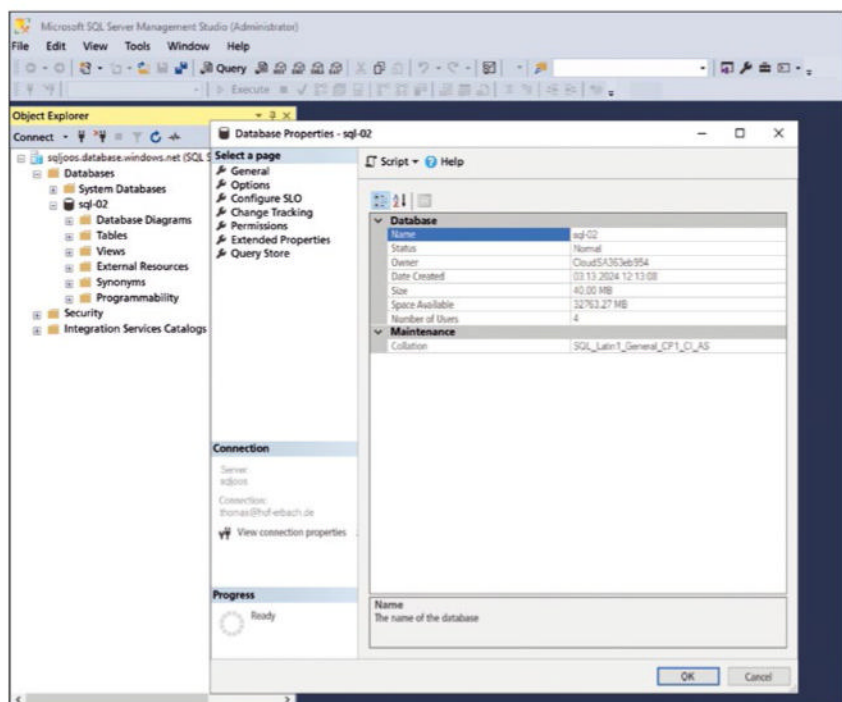 Microsoft SQL Server Management Studio (Administrator)
File Edit View Tools Window Help
Query
Execute
Object Explorer
Connect
sqljoos.database.windows.net (SQL S
Databases
System Databases
sql-02
Database Diagrams
Tables
Views
External Resources
Synonyms
Programmability
Security
Integration Services Catalogs
Database Properties - sql-02
Select a page
General
Options
Configure SLO
Change Tracking
Permissions
Extended Properties
Query Store
Script Help
Database
Name sql-02
Status Normal
Owner CloudSA363eb954
Date Created 03.13.2024 12:13:08
Size 40.00 MB
Space Available 32763.27 MB
Number of Users 4
Maintenance
Collation SQL_Latin1_General_CP1_CI_AS
Connection
Server:
sqljoos
Connection:
thomas@hof-erbach.de
View connection properties
Progress
Ready
Name
The name of the database
OK Cancel